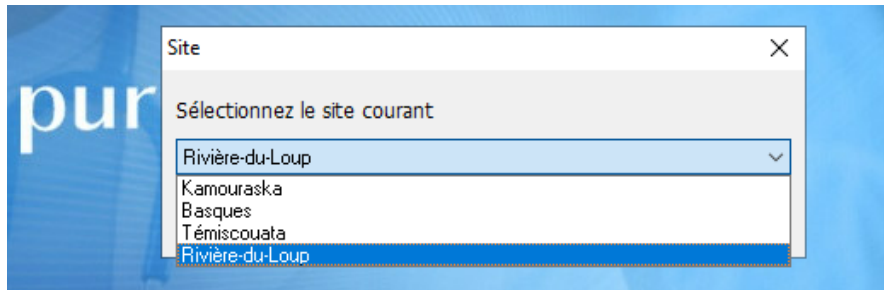 Site
pur
Sélectionnez le site courant
Rivière-du-Loup
Kamouraska
Basques
Témiscouata
Rivière-du-Loup